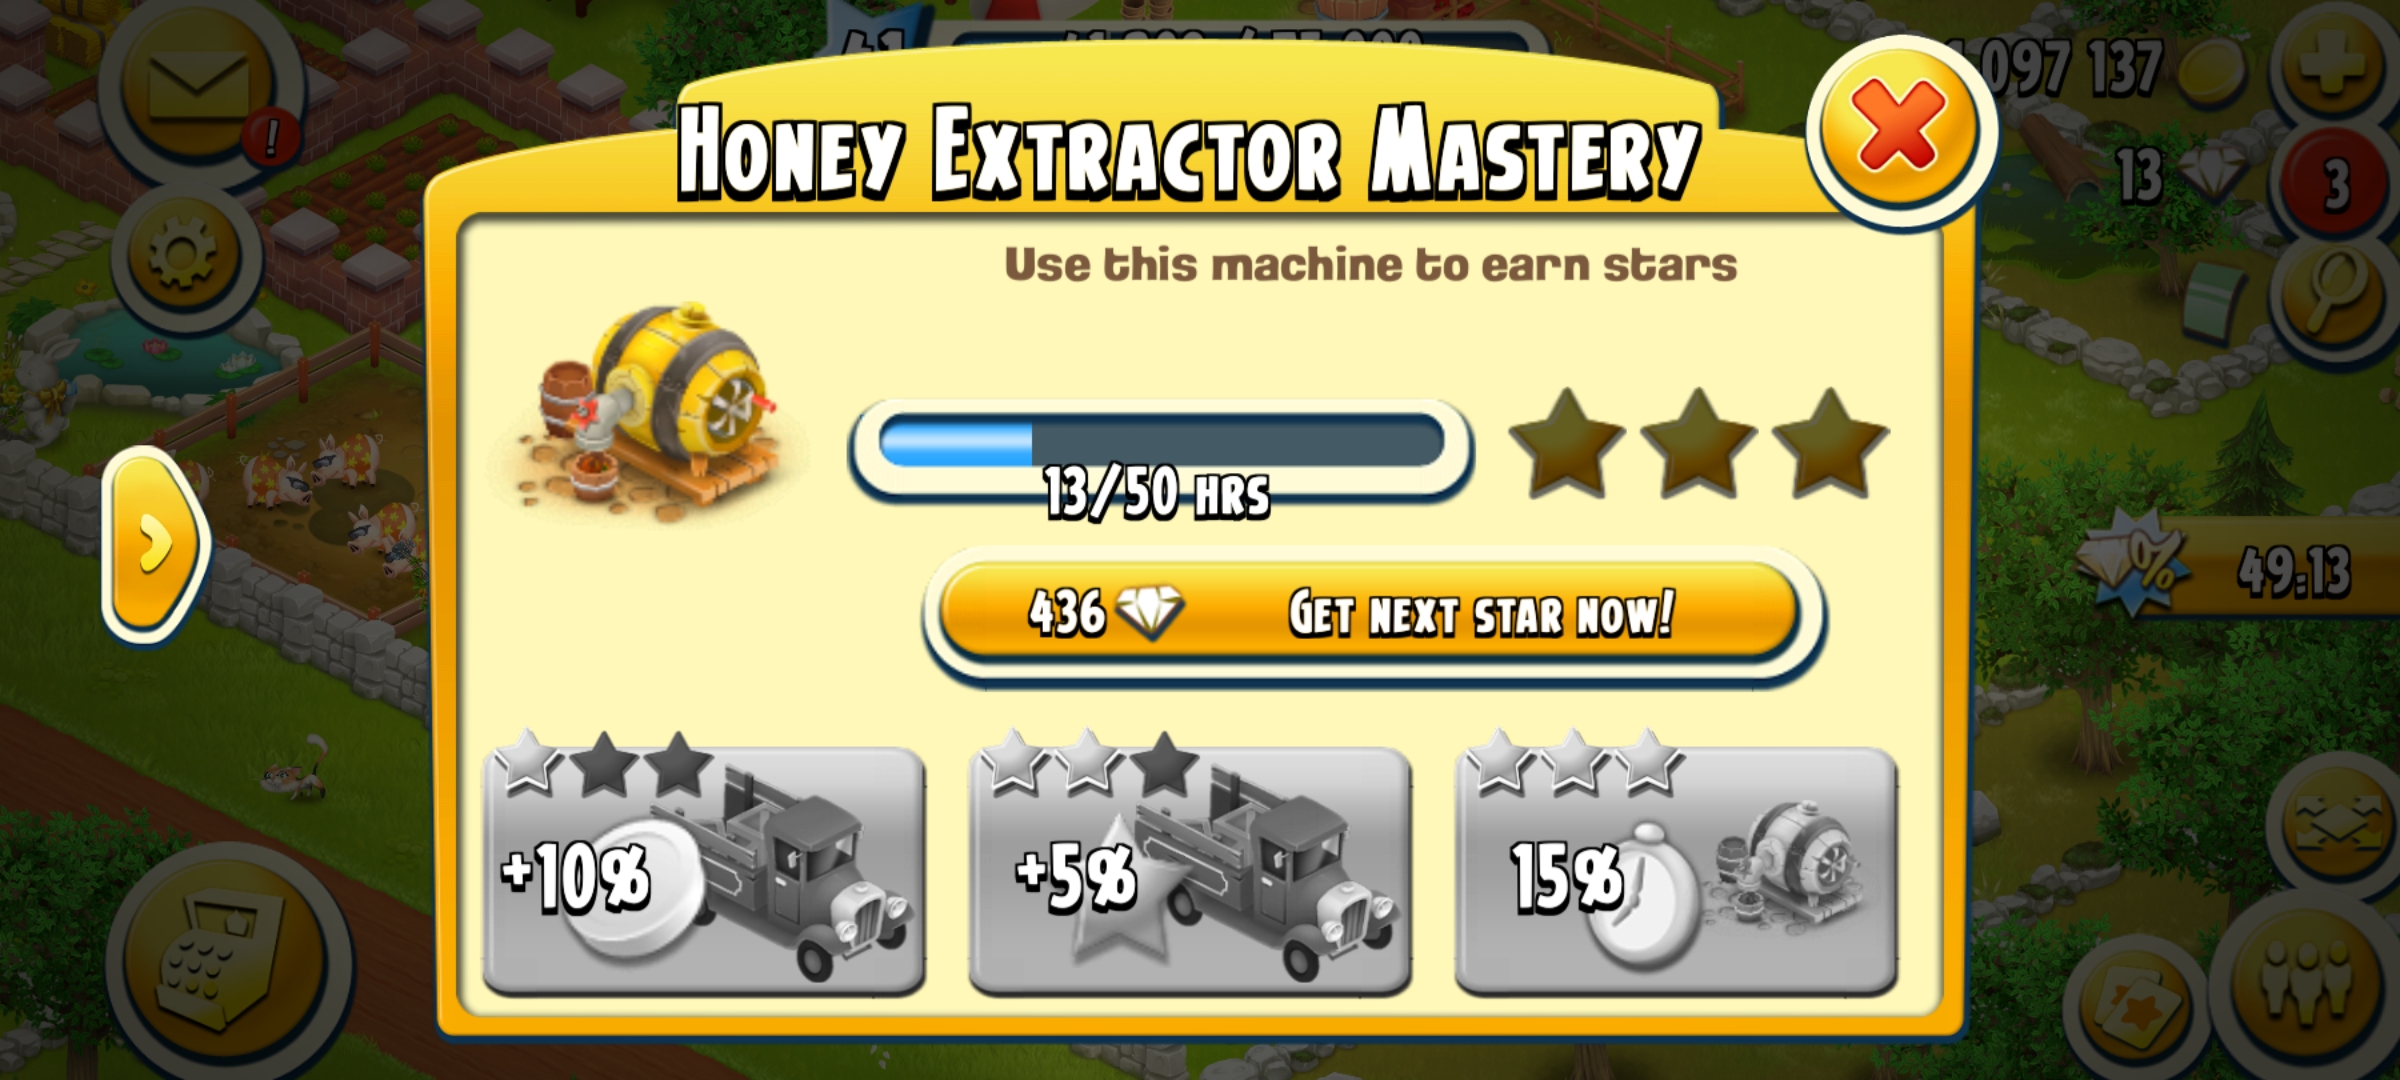 097 137
!
HONEY EXTRACTOR MASTERY
13
3
Use this machine to earn stars
13/50 HRS
49:13
436 GET NEXT STAR NOW!
+10%
+5%
15%